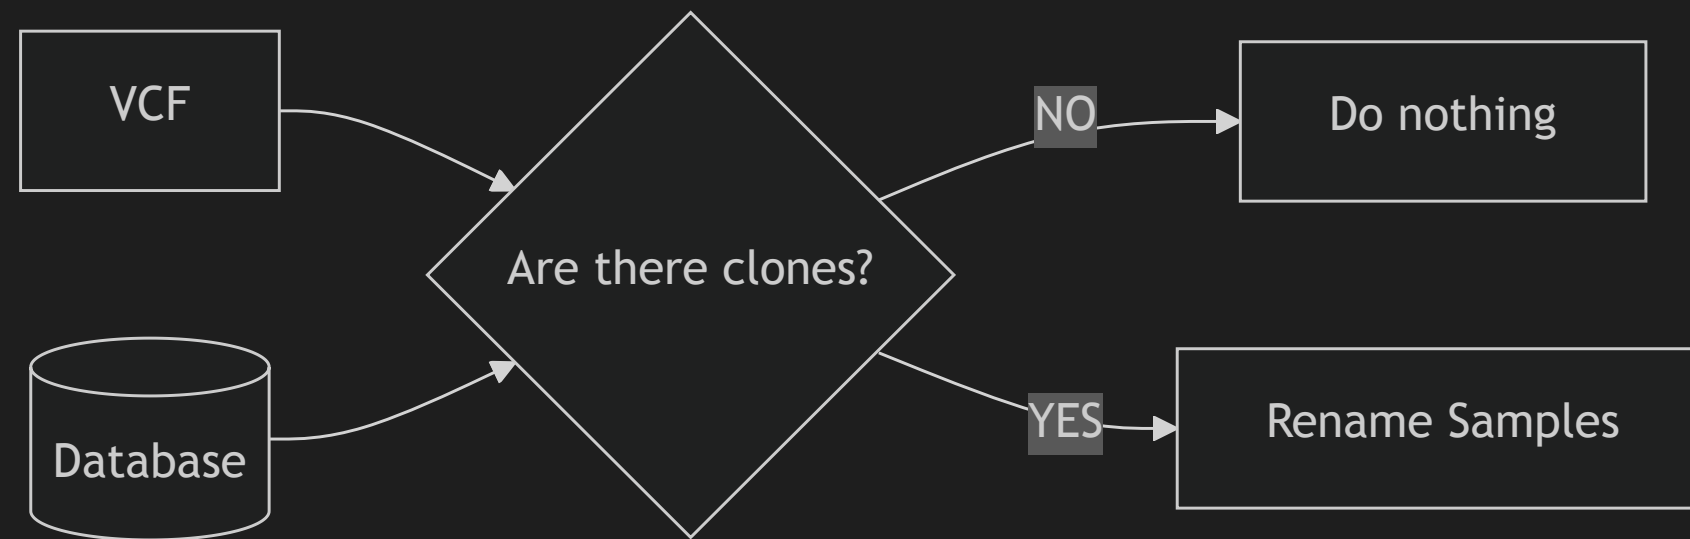 VCF
Database
Are there clones?
NO
Do nothing
YES
Rename Samples